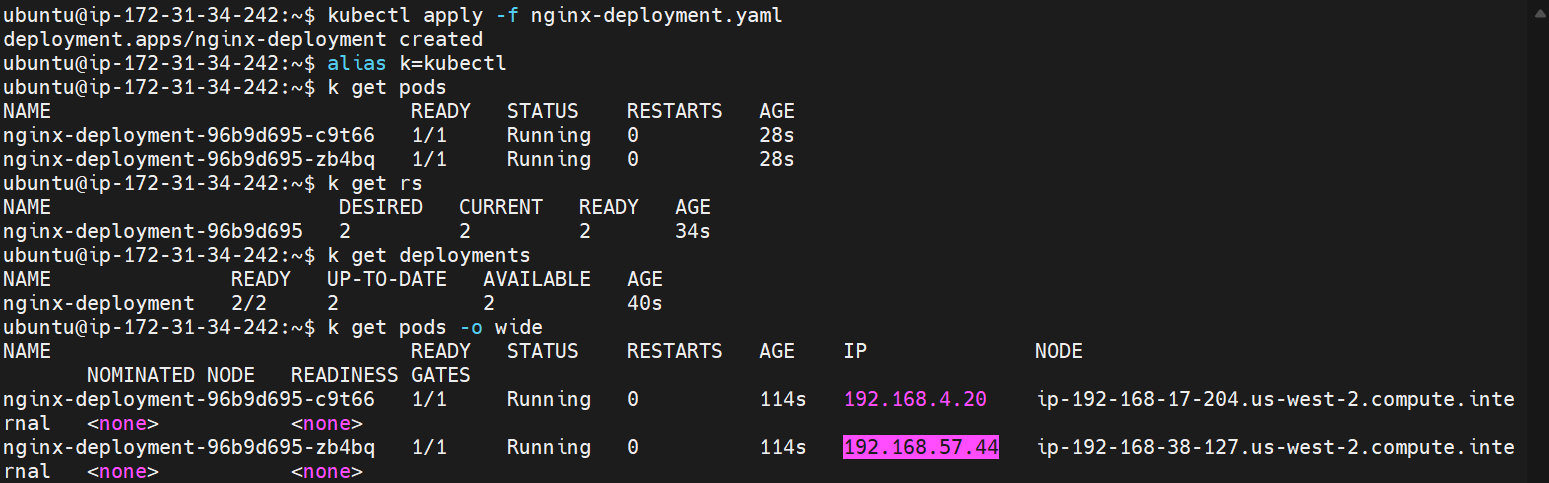 ubuntu@ip-172-31-34-242:~$ kubectl apply -f nginx-deployment.yaml
deployment.apps/nginx-deployment created
ubuntu@ip-172-31-34-242:~$ alias k=kubectl
ubuntu@ip-172-31-34-242:~$ k get pods
NAME                              READY   STATUS    RESTARTS   AGE
nginx-deployment-96b9d695-c9t66   1/1     Running   0          28s
nginx-deployment-96b9d695-zb4bq   1/1     Running   0          28s
ubuntu@ip-172-31-34-242:~$ k get rs
NAME                        DESIRED   CURRENT   READY   AGE
nginx-deployment-96b9d695   2         2         2       34s
ubuntu@ip-172-31-34-242:~$ k get deployments
NAME               READY   UP-TO-DATE   AVAILABLE   AGE
nginx-deployment   2/2     2            2           40s
ubuntu@ip-172-31-34-242:~$ k get pods -o wide
NAME                              READY   STATUS    RESTARTS   AGE    IP              NODE
       NOMINATED NODE   READINESS GATES
nginx-deployment-96b9d695-c9t66   1/1     Running   0          114s   192.168.4.20    ip-192-168-17-204.us-west-2.compute.inte
rnal   <none>           <none>
nginx-deployment-96b9d695-zb4bq   1/1     Running   0          114s   192.168.57.44   ip-192-168-38-127.us-west-2.compute.inte
rnal   <none>           <none>